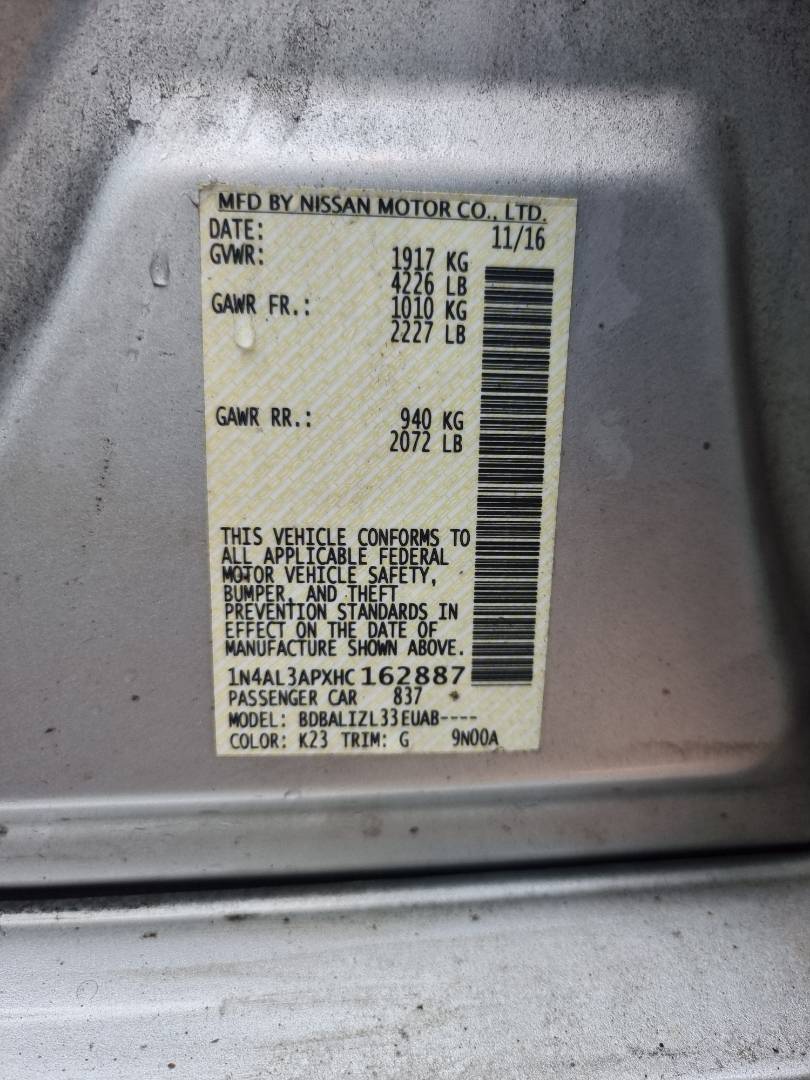 MFD BY NISSAN MOTOR CO., LTD.
DATE: 11/16
GVWR: 1917 KG
4226 LB
GAWR FR.: 1010 KG
2227 LB
GAWR RR.: 940 KG
2072 LB
THIS VEHICLE CONFORMS TO
ALL APPLICABLE FEDERAL
MOTOR VEHICLE SAFETY,
BUMPER, AND THEFT
PREVENTION STANDARDS IN
EFFECT ON THE DATE OF
MANUFACTURE SHOWN ABOVE.
1N4AL3APXHC162887
PASSENGER CAR 837
MODEL: BDBALIZL33EUAB----
COLOR: K23 TRIM: G 9N00A